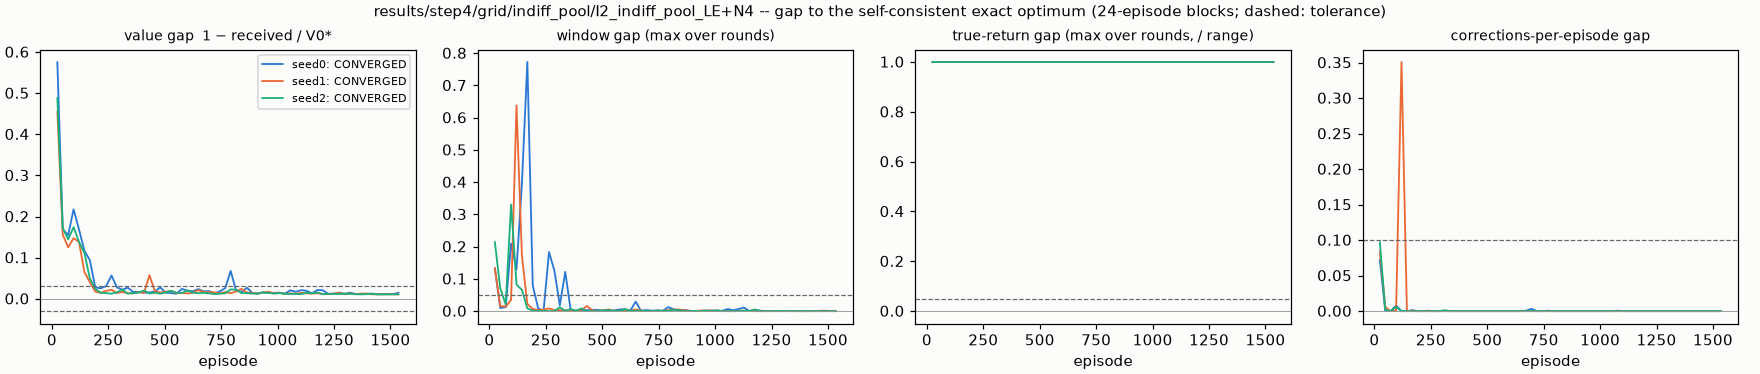 results/step4/grid/indiff_pool/l2_indiff_pool_LE+N4 -- gap to the self-consistent exact optimum (24-episode blocks; dashed: tolerance)
value gap 1 − received / V0*
0.6
0.5
0.4
0.3
0.2
0.1
0.0
seed0: CONVERGED
seed1: CONVERGED
seed2: CONVERGED
0 250 500 750 1000 1250 1500
episode
window gap (max over rounds)
0.8
0.7
0.6
0.5
0.4
0.3
0.2
0.1
0.0
0 250 500 750 1000 1250 1500
episode
true-return gap (max over rounds, / range)
1.0
0.8
0.6
0.4
0.2
0.0
0 250 500 750 1000 1250 1500
episode
corrections-per-episode gap
0.35
0.30
0.25
0.20
0.15
0.10
0.05
0.00
0 250 500 750 1000 1250 1500
episode